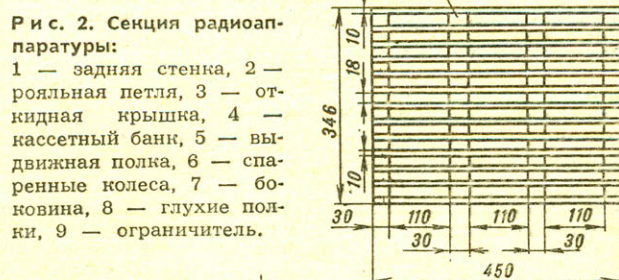 Рис. 2. Секция радиоап-
паратуры:
1 — задняя стенка, 2 —
рояльная петля, 3 — от-
кидная крышка, 4 —
кассетный банк, 5 — вы-
движная полка, 6 — спа-
ренные колеса, 7 — бо-
ковина, 8 — глухие пол-
ки, 9 — ограничитель.
10
18
346
10
30 110 110 110
30 30
450